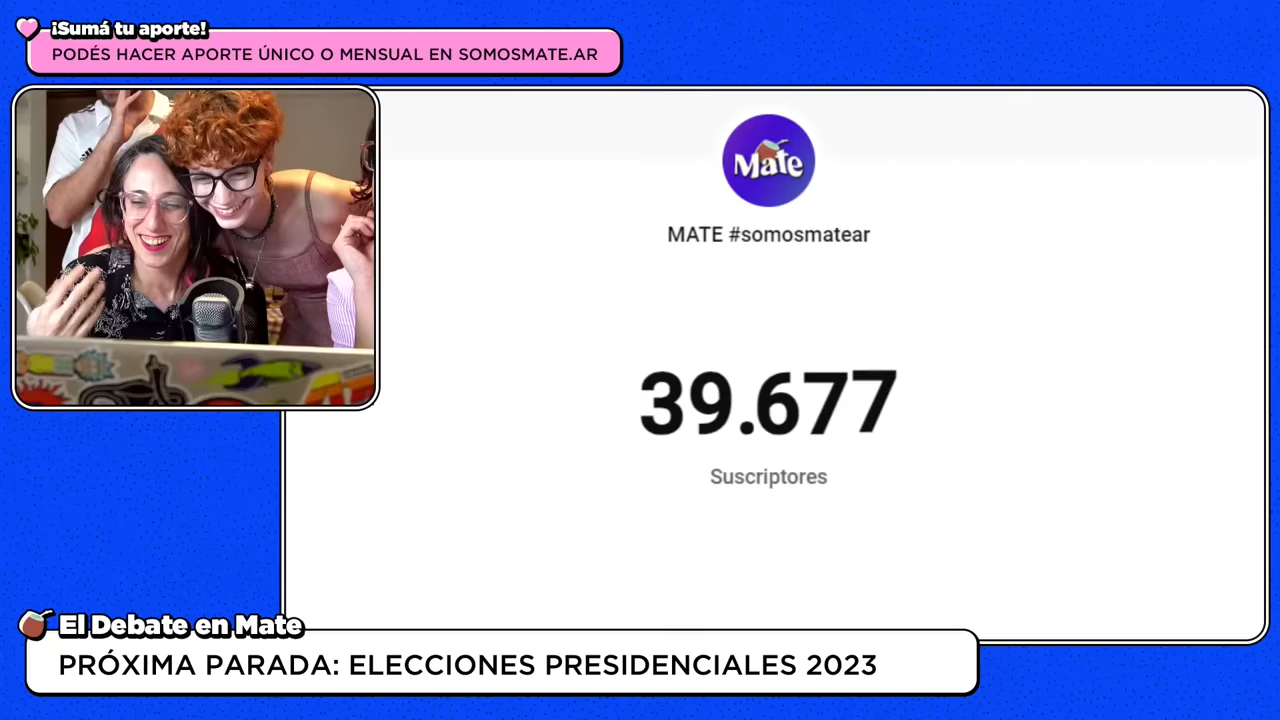 ¡Sumá tu aporte!
PODÉS HACER APORTE ÚNICO O MENSUAL EN SOMOSMATE.AR
Mate
MATE #somosmatear
39.677
Suscriptores
El Debate en Mate
PRÓXIMA PARADA: ELECCIONES PRESIDENCIALES 2023